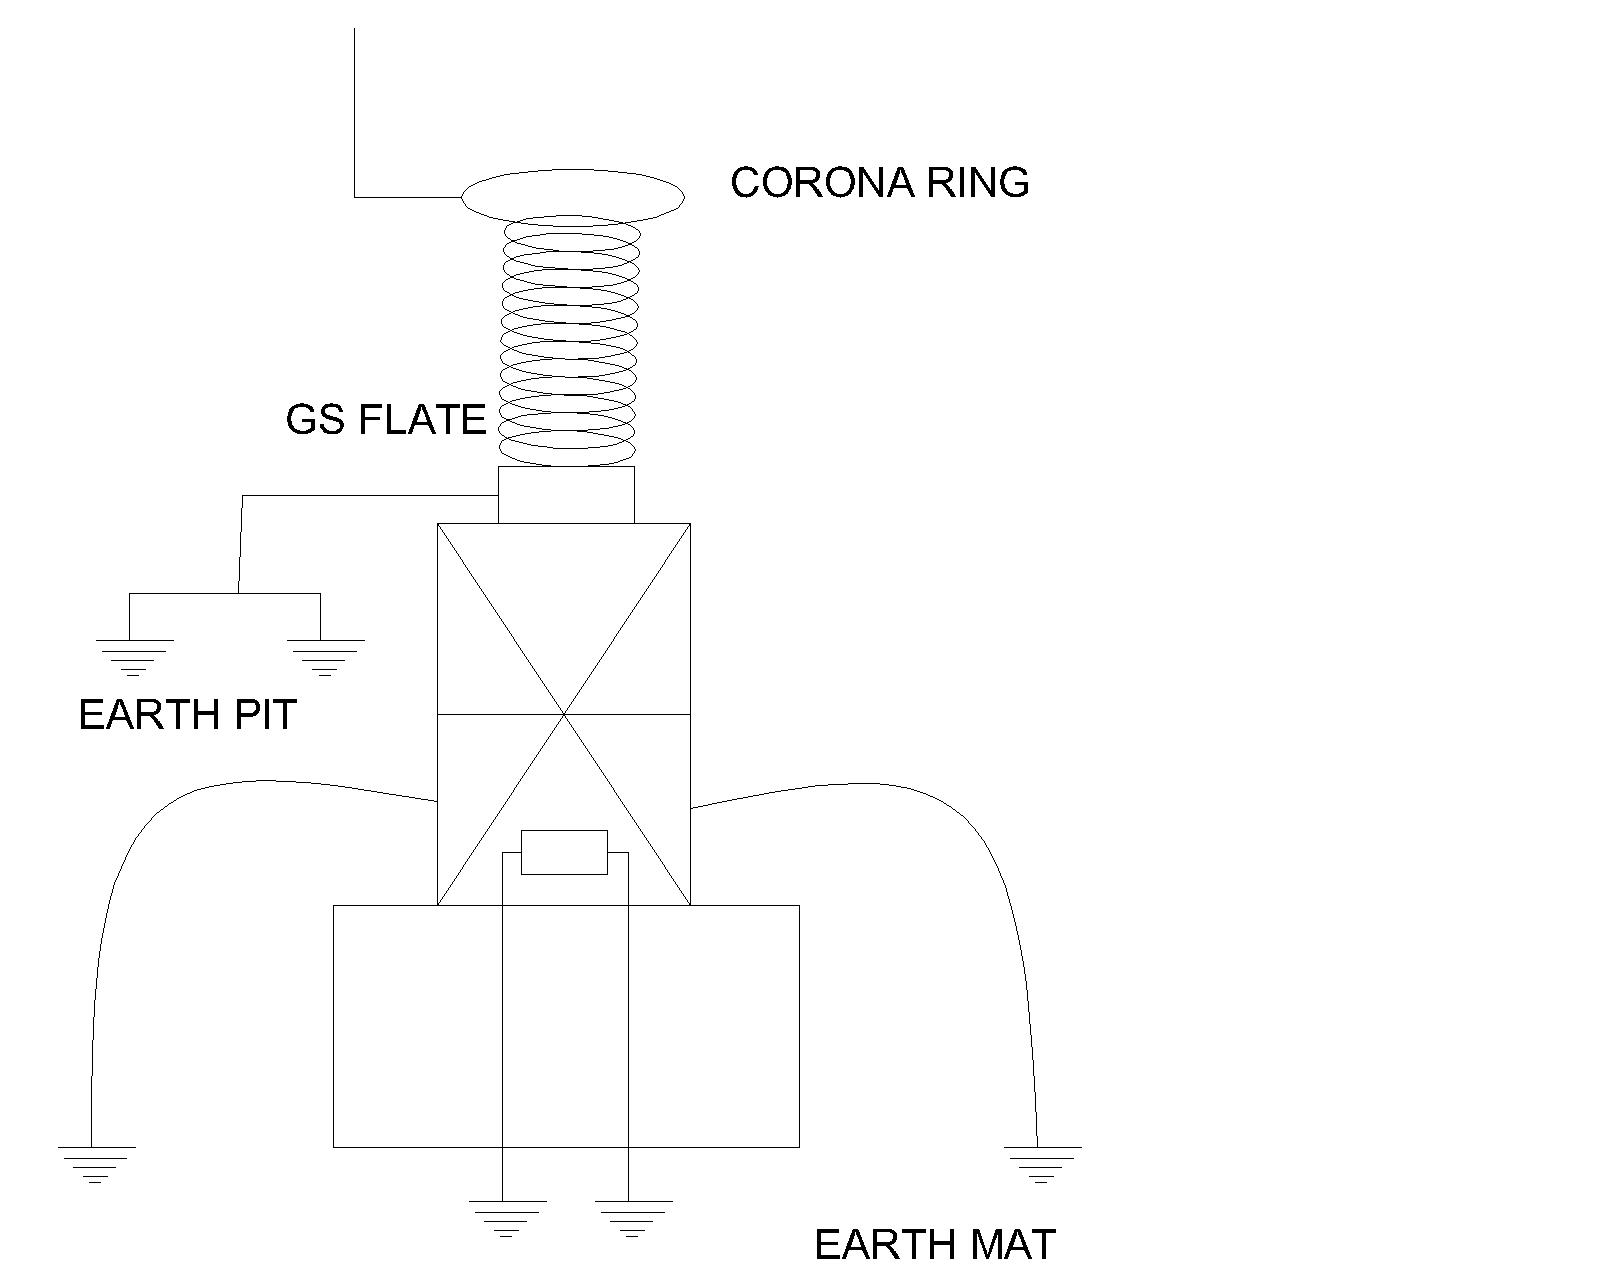 CORONA RING
GS FLATE
EARTH PIT
EARTH MAT